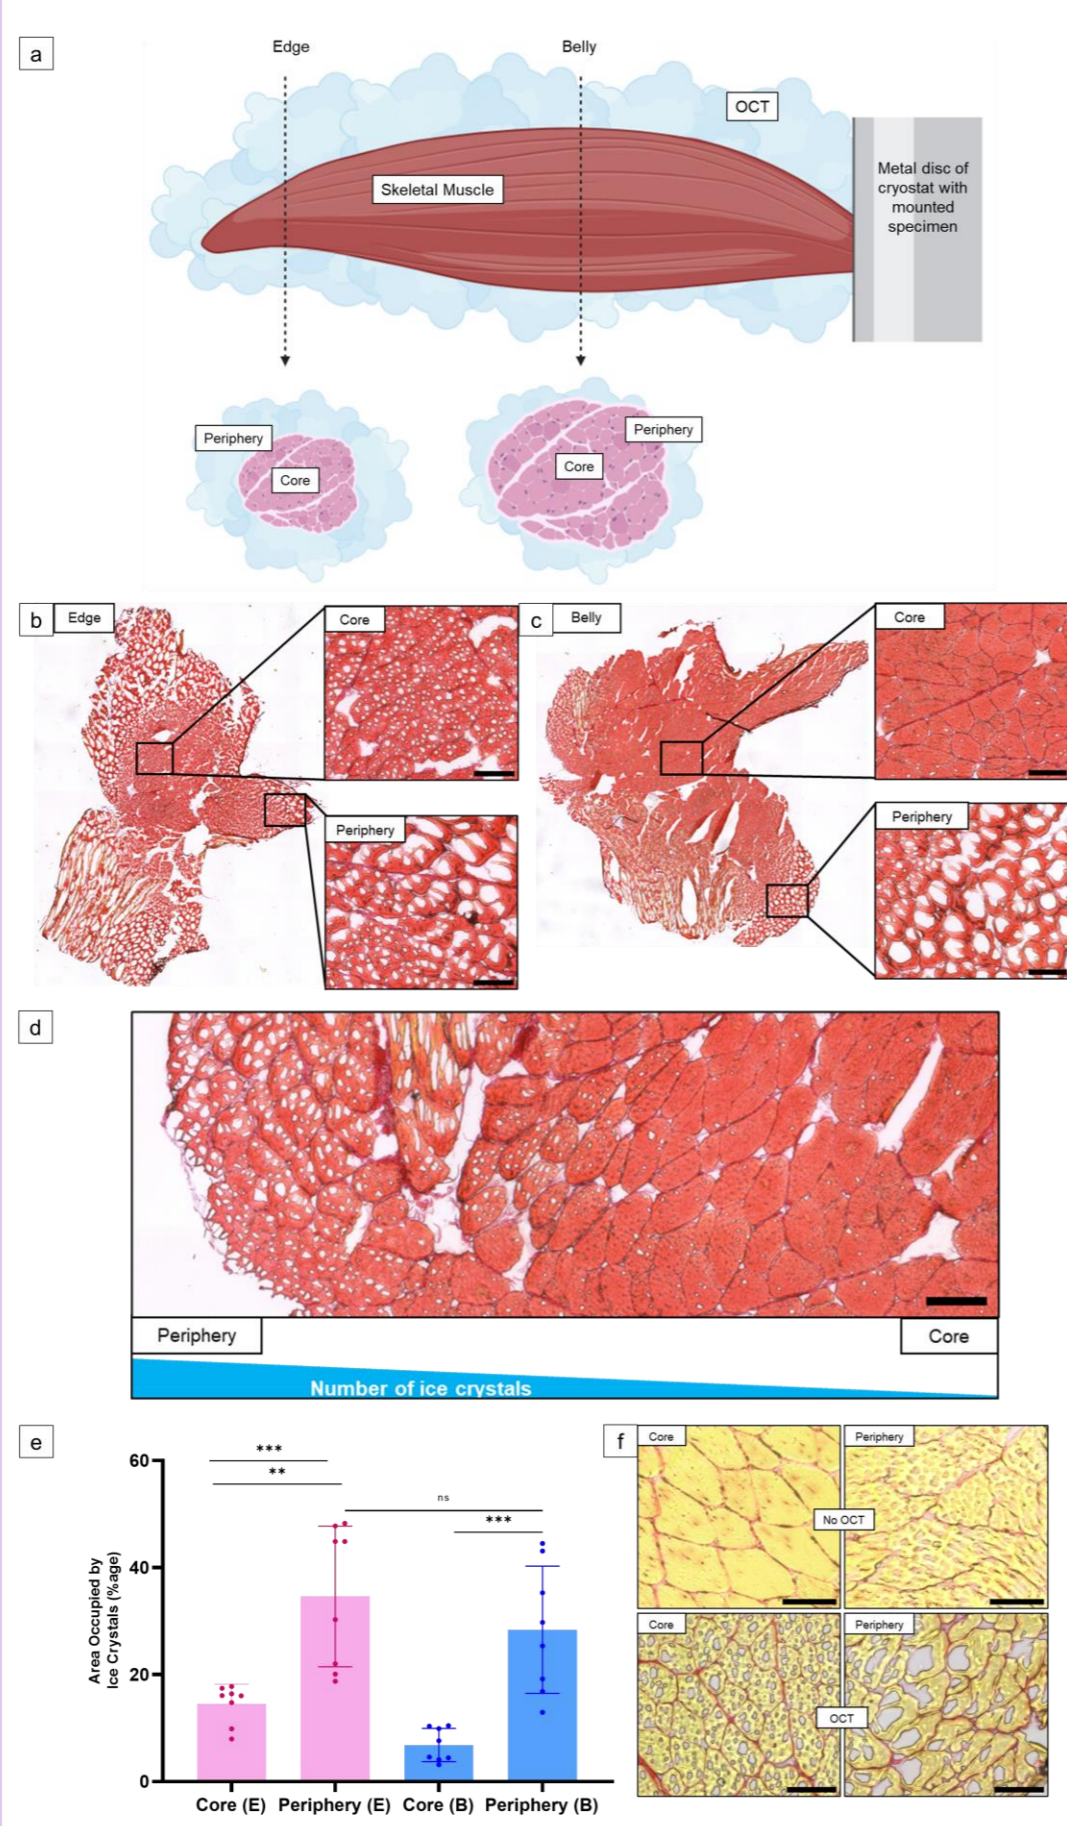 a
Edge
Belly
OCT
Skeletal Muscle
Metal disc of
cryostat with
mounted
specimen
Periphery
Core
Periphery
Core
b
Edge
Core
Periphery
c
Belly
Core
Periphery
d
Periphery
Core
Number of ice crystals
e
Area Occupied by
Ice Crystals (%age)
60
40
20
0
***
**
ns
***
Core (E) Periphery (E) Core (B) Periphery (B)
f
Core
Periphery
No OCT
Core
Periphery
OCT